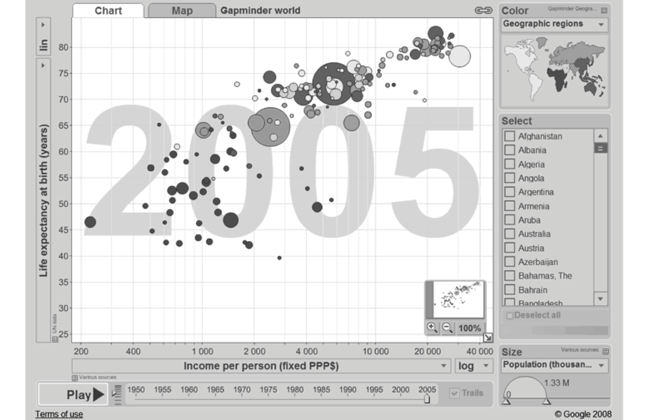 Chart
Map
Gapminder world
lin
Life expectancy at birth (years)
80
75
70
65
60
55
50
45
40
35
30
25
2005
200
400
1 000
2 000
4 000
10 000
20 000
40 000
Income per person (fixed PPP$)
log
100%
Various sources
Play
1950
1955
1960
1965
1970
1975
1980
1985
1990
1995
2000
2005
Trails
Terms of use
Color
Gapminder Geogra...
Geographic regions
Select
Afghanistan
Albania
Algeria
Angola
Argentina
Armenia
Aruba
Australia
Austria
Azerbaijan
Bahamas, The
Bahrain
Bangladesh
Deselect all
Size
Various sources
Population (thousan...
0
1.33 M
© Google 2008